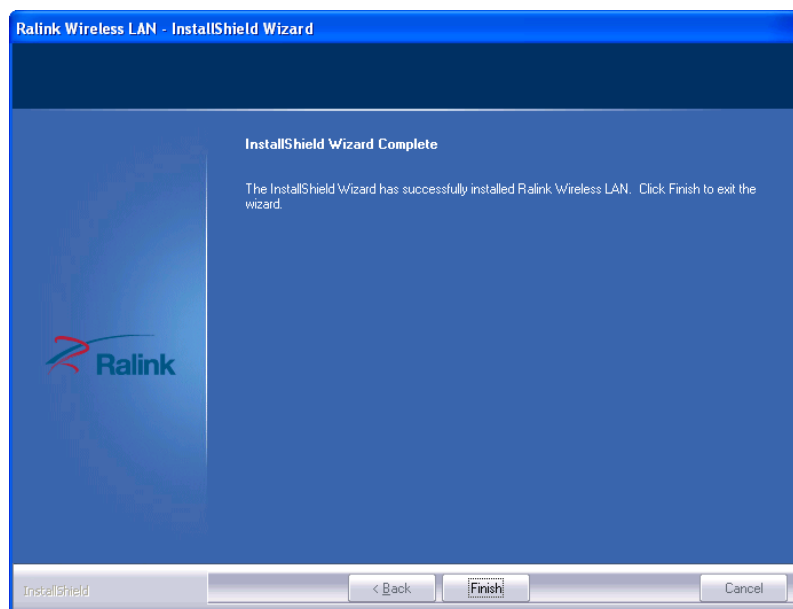 Ralink Wireless LAN - InstallShield Wizard
InstallShield Wizard Complete
The InstallShield Wizard has successfully installed Ralink Wireless LAN. Click Finish to exit the
wizard.
Ralink
InstallShield
< Back
Finish
Cancel